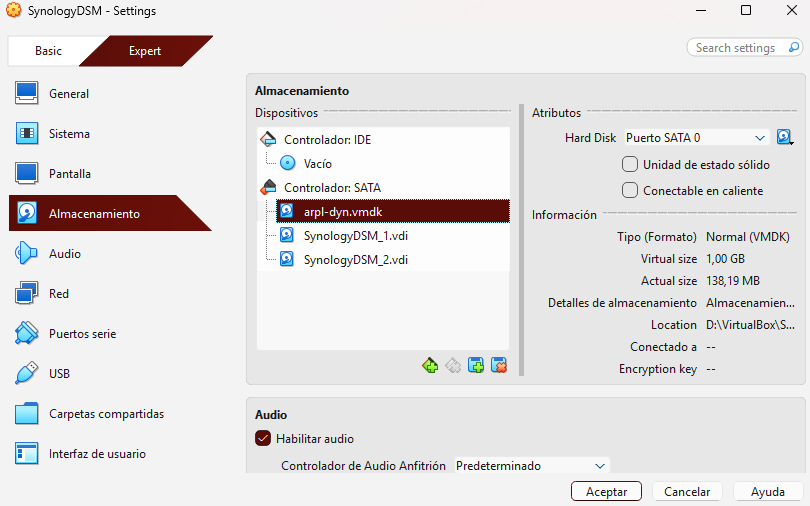 SynologyDSM - Settings
Basic
Expert
Search settings
General
Sistema
Pantalla
Almacenamiento
Audio
Red
Puertos serie
USB
Carpetas compartidas
Interfaz de usuario
Almacenamiento
Dispositivos
Controlador: IDE
Vacío
Controlador: SATA
arpl-dyn.vmdk
SynologyDSM_1.vdi
SynologyDSM_2.vdi
Atributos
Hard Disk Puerto SATA 0
Unidad de estado sólido
Conectable en caliente
Información
Tipo (Formato) Normal (VMDK)
Virtual size 1,00 GB
Actual size 138,19 MB
Detalles de almacenamiento Almacenamien...
Location D:\VirtualBox\S...
Conectado a --
Encryption key --
Audio
Habilitar audio
Controlador de Audio Anfitrión Predeterminado
Aceptar
Cancelar
Ayuda